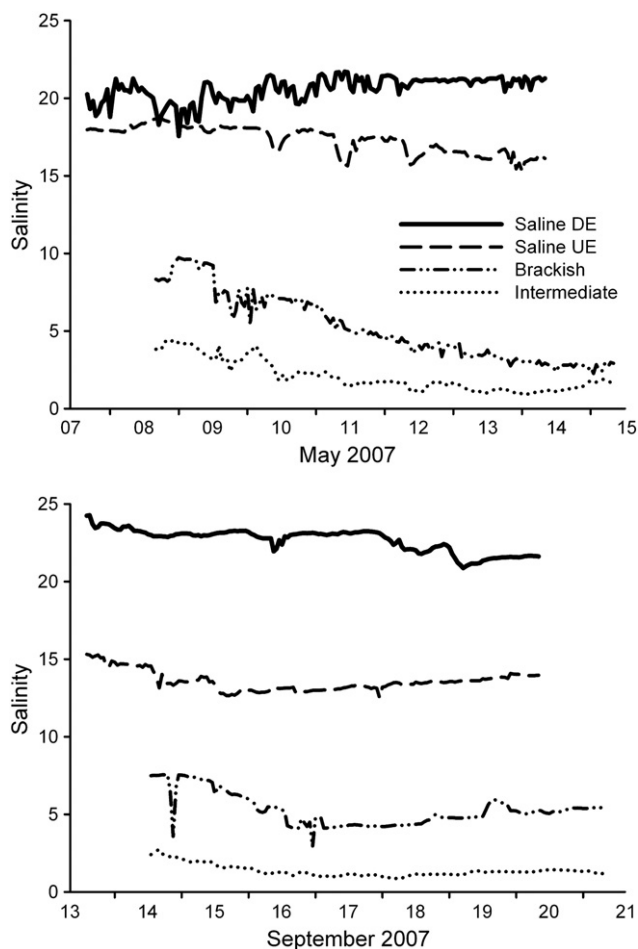 25
20
15
10
5
0
Salinity
Saline DE
Saline UE
Brackish
Intermediate
07 08 09 10 11 12 13 14 15
May 2007
25
20
15
10
5
0
Salinity
13 14 15 16 17 18 19 20 21
September 2007